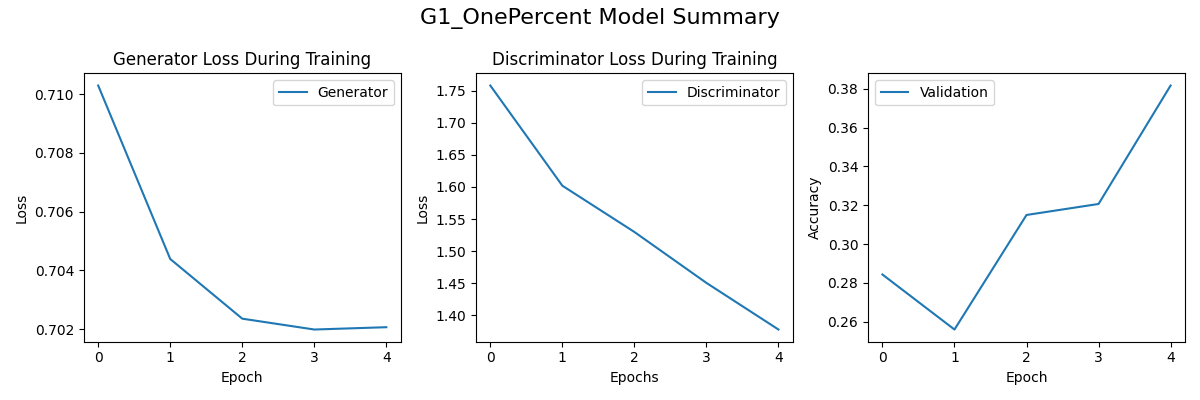 G1_OnePercent Model Summary
Generator Loss During Training
Generator
0.710
0.708
0.706
0.704
0.702
Loss
0 1 2 3 4
Epoch
Discriminator Loss During Training
Discriminator
1.75
1.70
1.65
1.60
1.55
1.50
1.45
1.40
Loss
0 1 2 3 4
Epochs
Validation
0.38
0.36
0.34
0.32
0.30
0.28
0.26
Accuracy
0 1 2 3 4
Epoch